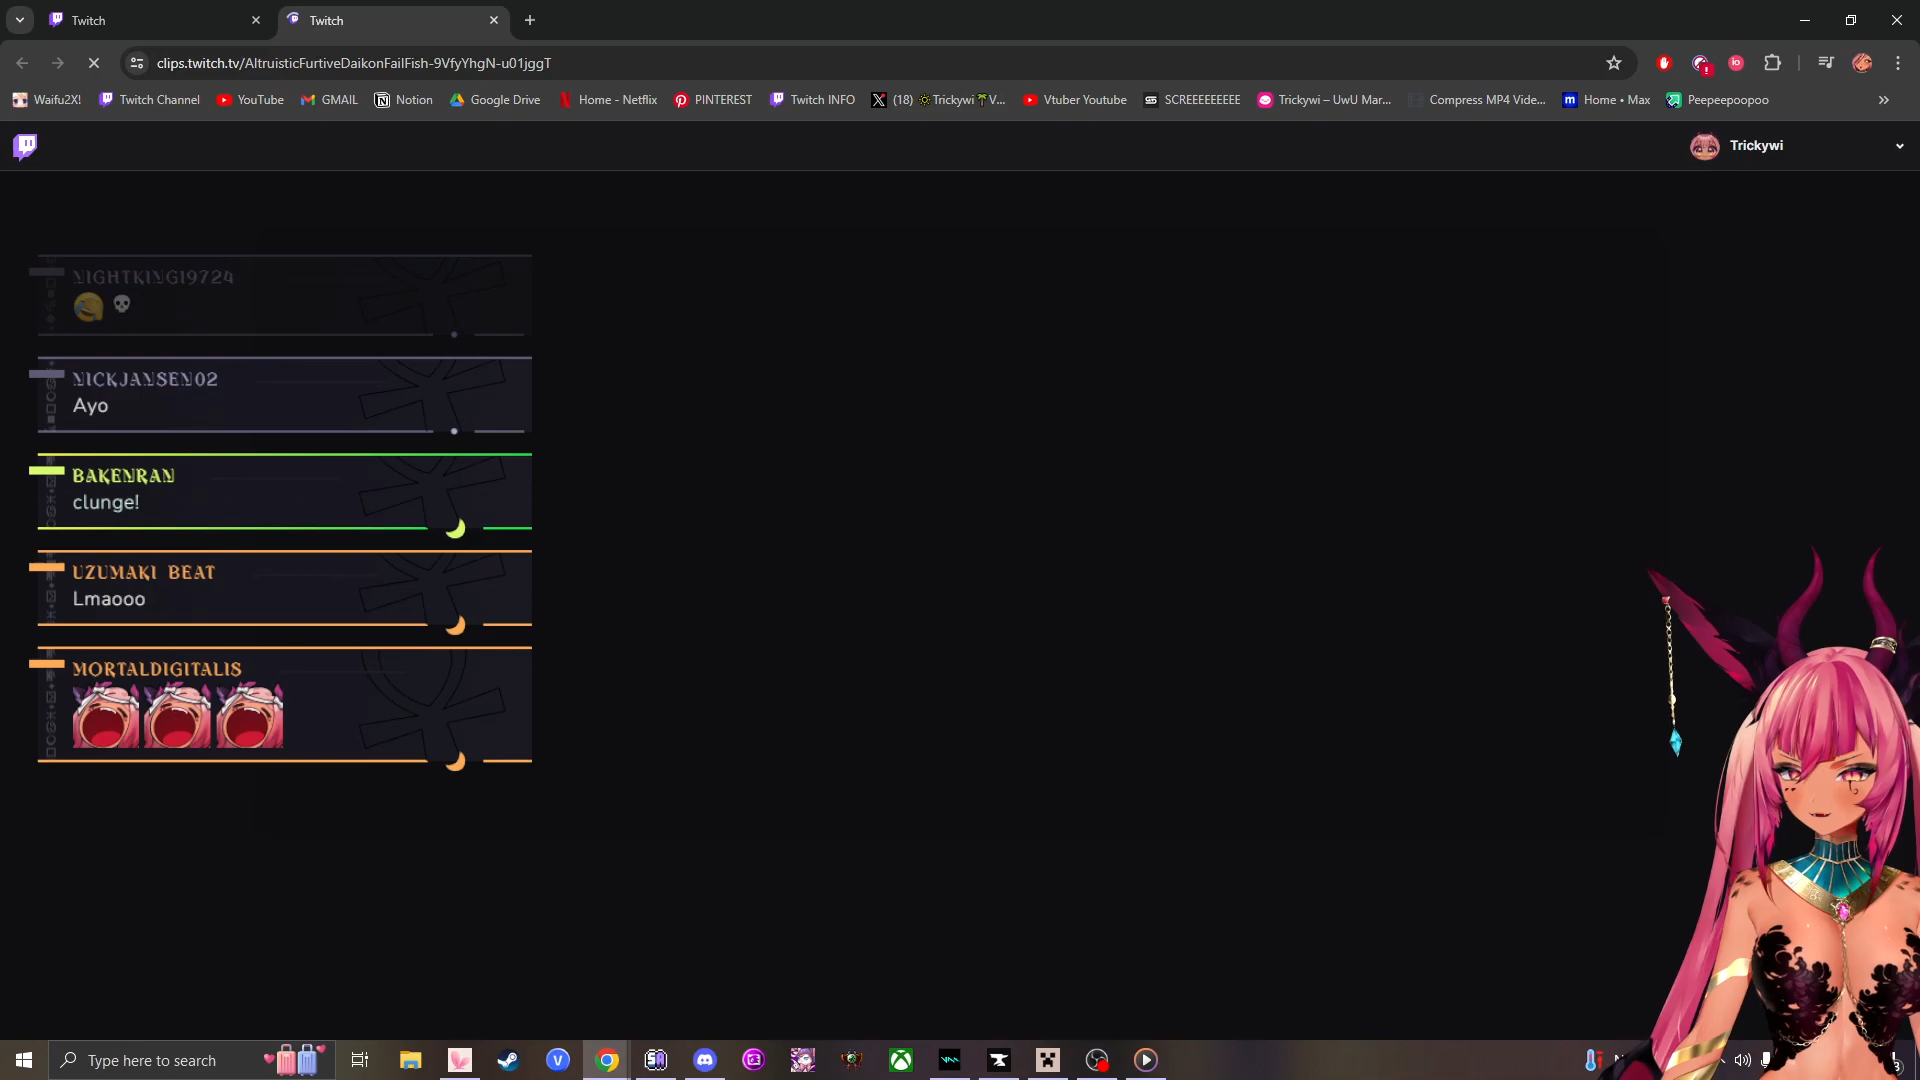 Twitch
Twitch
clips.twitch.tv/AltruisticFurtiveDaikonFailFish-9VfyYhgN-u01jggT
Waifu2X!
Twitch Channel
YouTube
GMAIL
Notion
Google Drive
Home - Netflix
PINTEREST
Twitch INFO
(18) Trickywi V...
Vtuber Youtube
SCREEEEEEEEE
Trickywi – UwU Mar...
Compress MP4 Vide...
Home • Max
Peepeepoopoo
Trickywi
NIGHTKING19724
NICKJANSEN02
Ayo
BAKENRAN
clunge!
UZUMAKI BEAT
Lmaooo
MORTALDIGITALIS
Type here to search